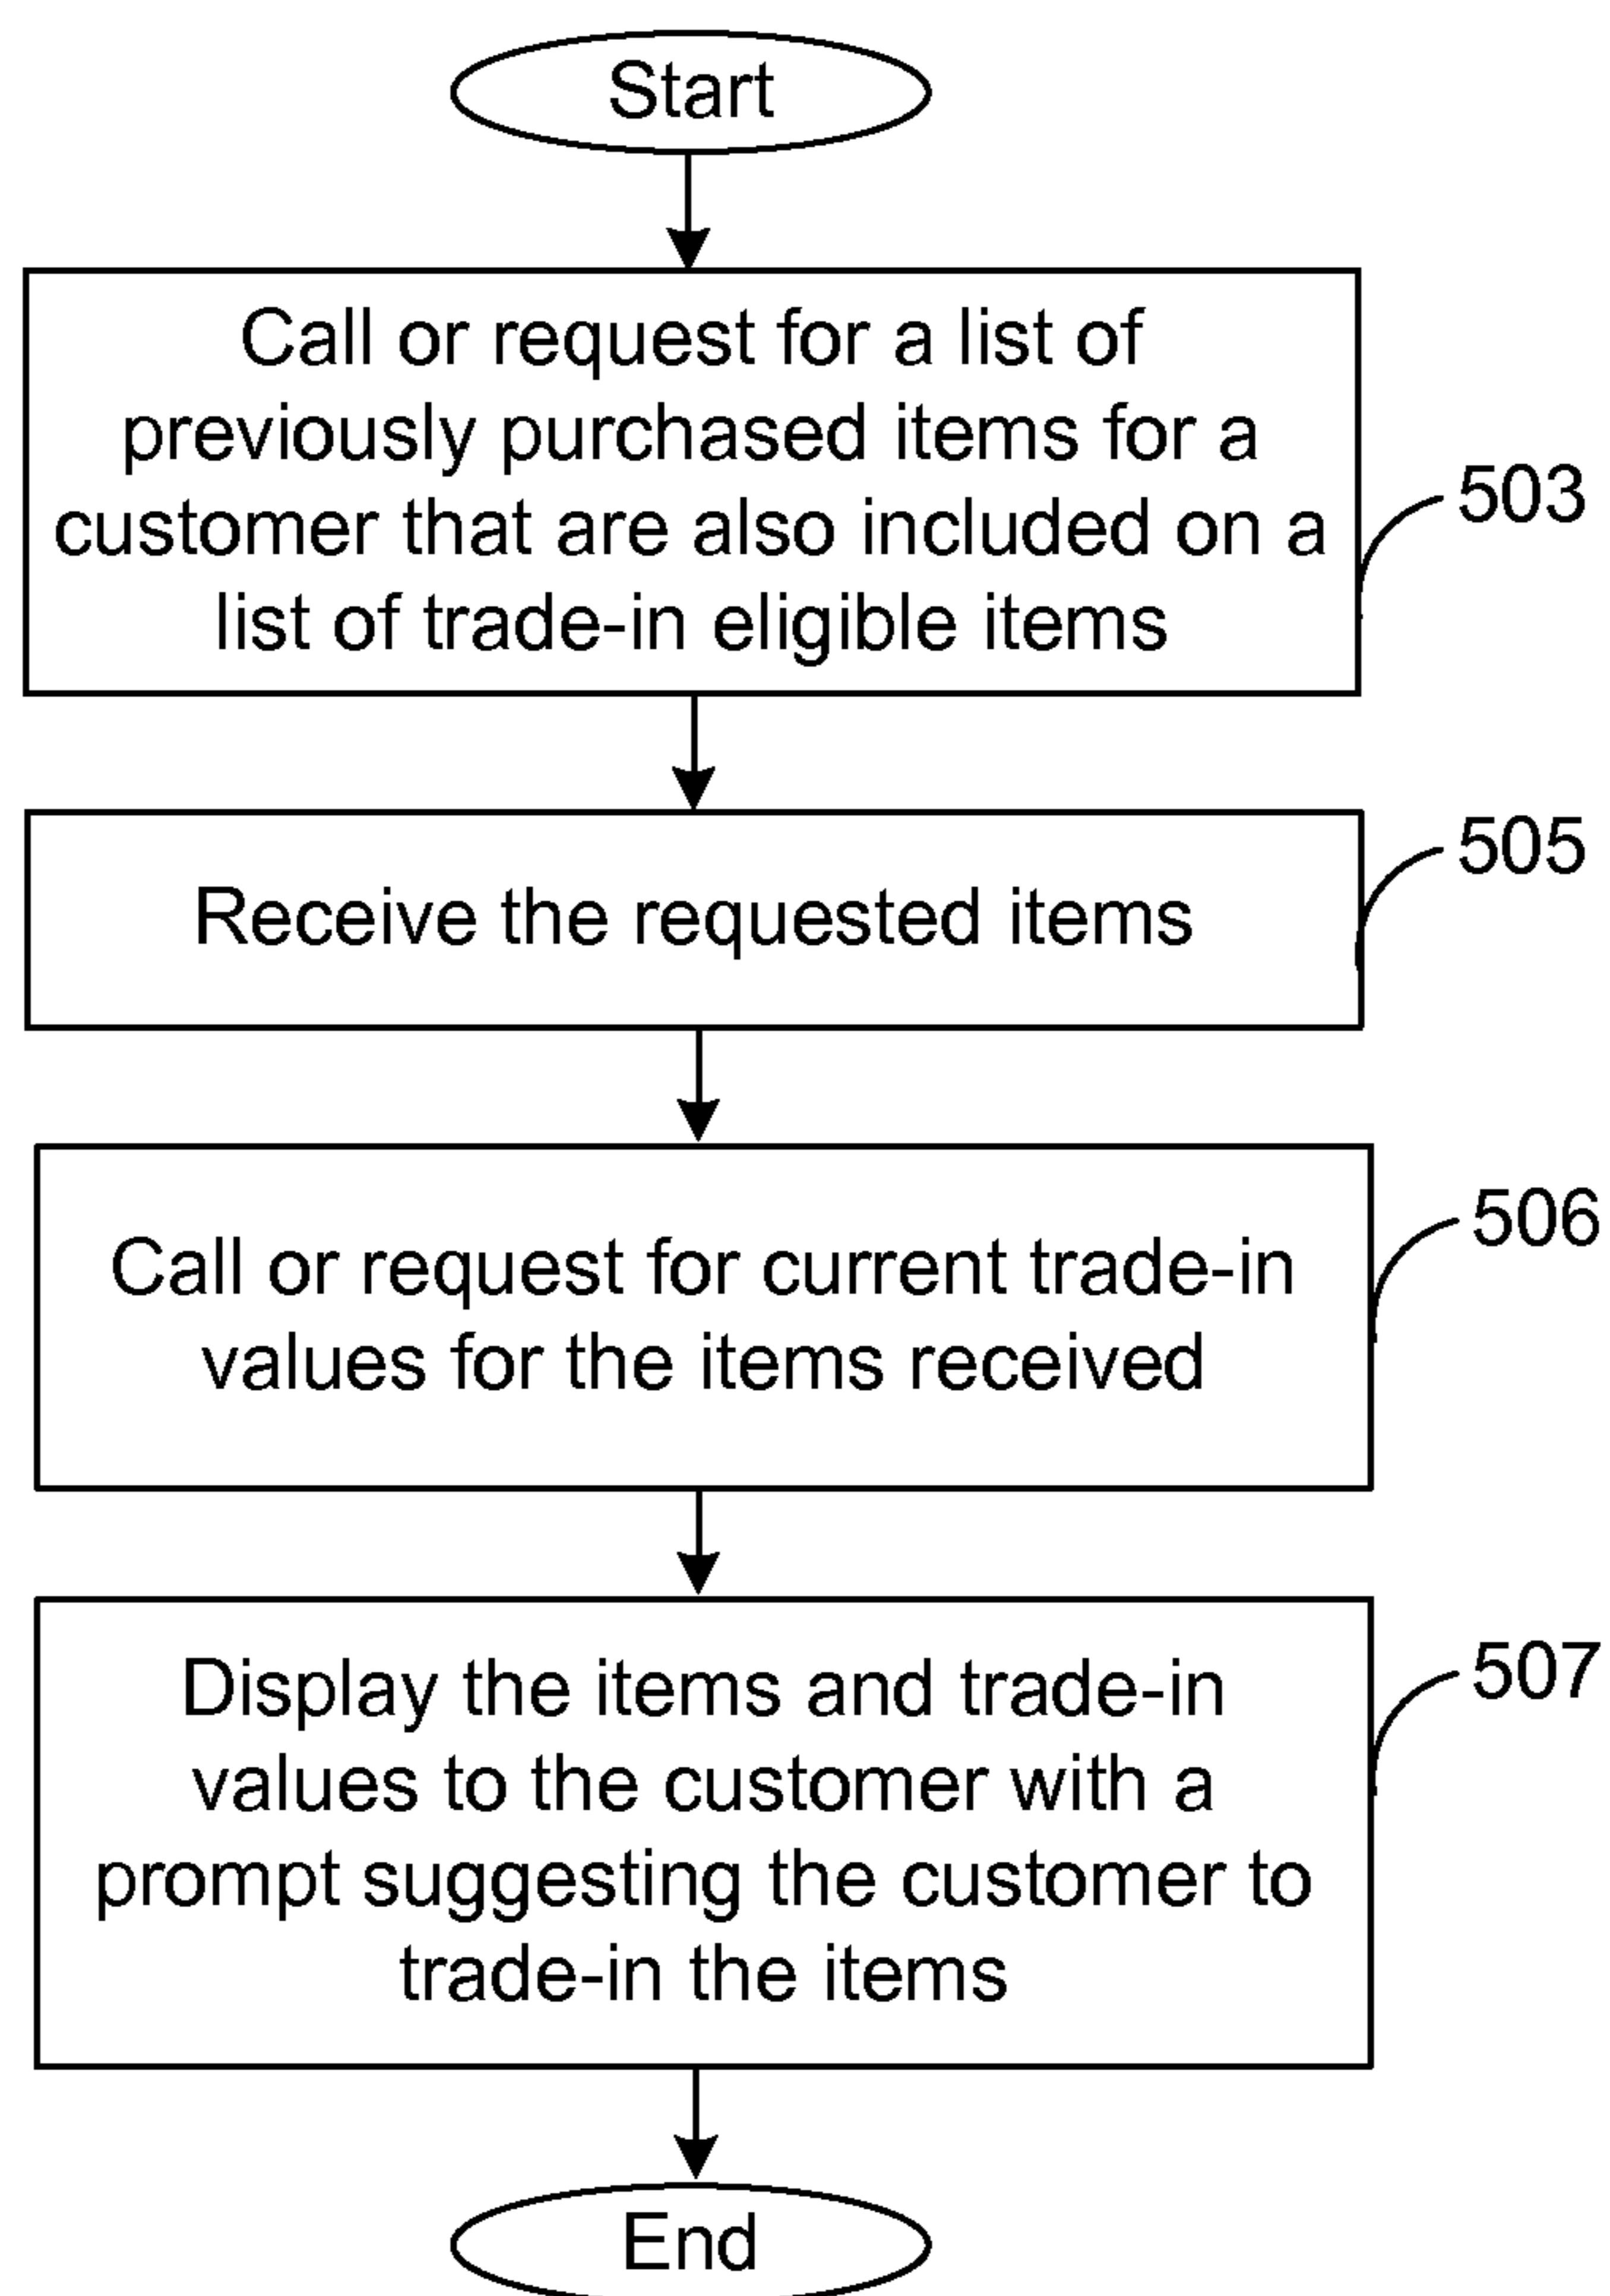 Start
Call or request for a list of
previously purchased items for a
customer that are also included on a
list of trade-in eligible items
503
Receive the requested items
505
Call or request for current trade-in
values for the items received
506
Display the items and trade-in
values to the customer with a
prompt suggesting the customer to
trade-in the items
507
End